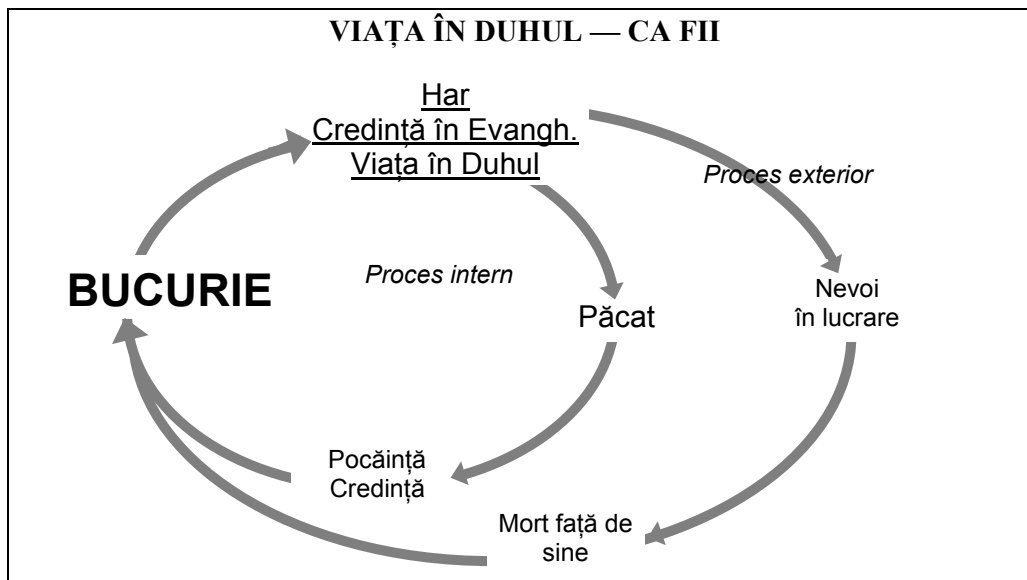 VIAȚA ÎN DUHUL — CA FII
Har
Credință în Evangh.
Viața în Duhul
Proces exterior
Proces intern
BUCURIE
Păcat
Nevoi
în lucrare
Pocăință
Credință
Mort față de
sine